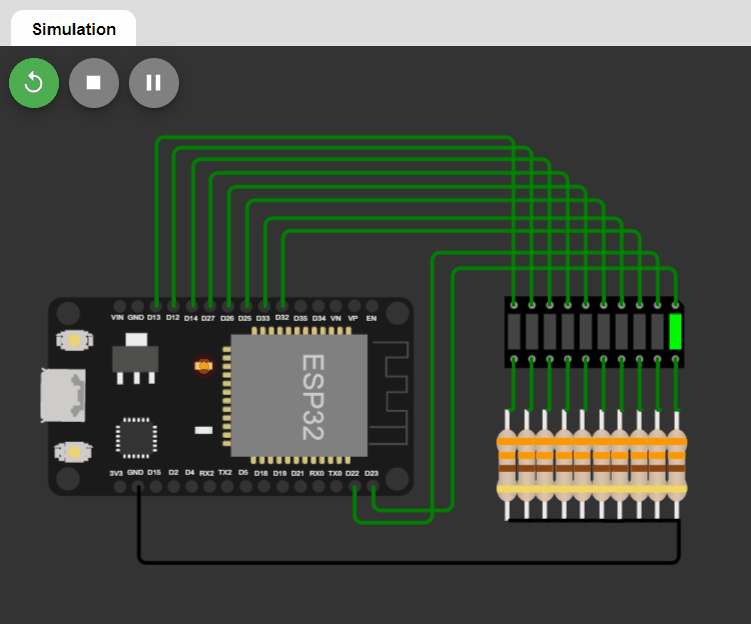 Simulation
VIN GND D13 D12 D14 D27 D26 D25 D33 D32 D35 D34 VN VP EN
ESP32
3V3 GND D15 D2 D4 RX2 TX2 D5 D18 D19 D21 RX0 TX0 D22 D23